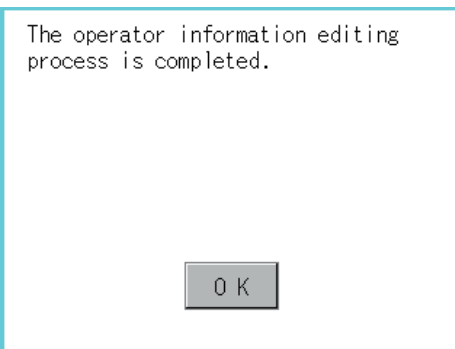 The operator information editing
process is completed.
OK